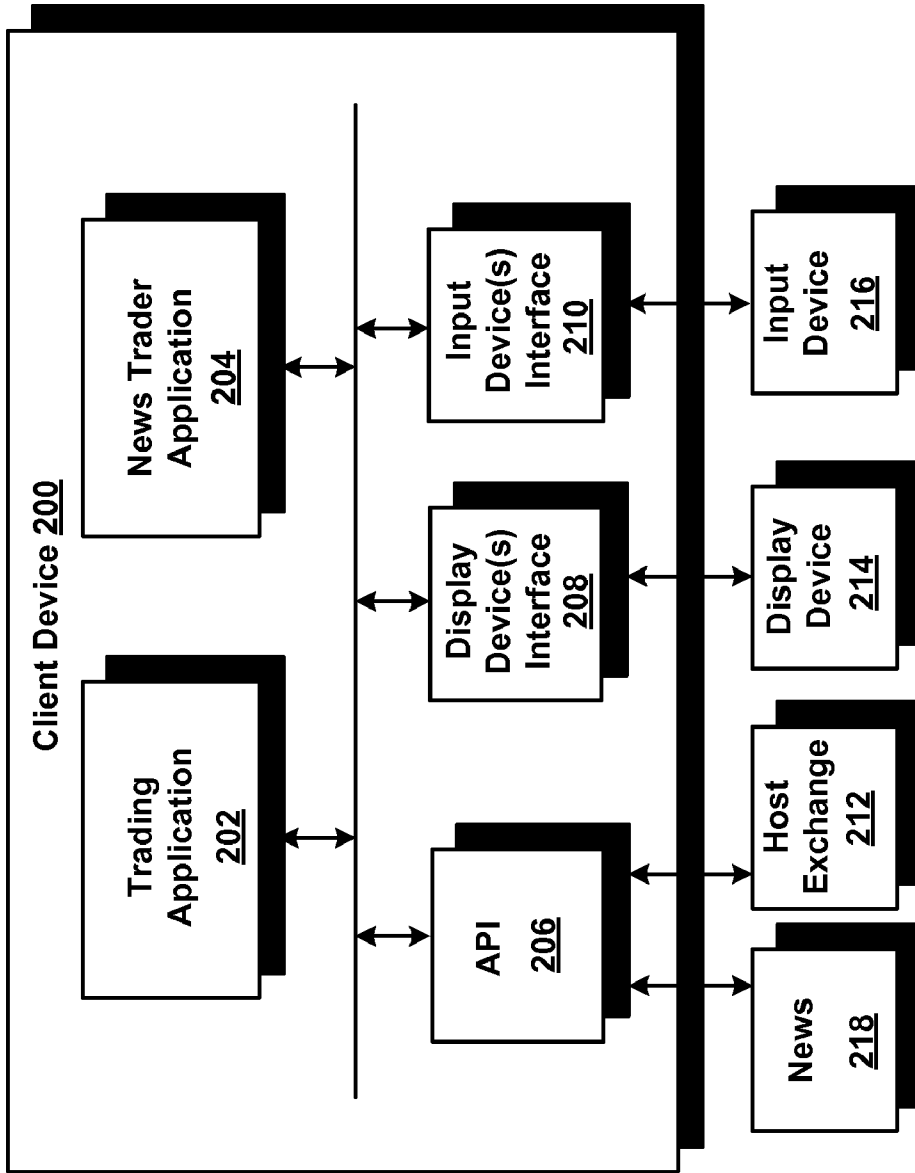 Client Device 200
Trading
Application
202
News Trader
Application
204
API
206
Display
Device(s)
Interface
208
Input
Device(s)
Interface
210
News
218
Host
Exchange
212
Display
Device
214
Input
Device
216